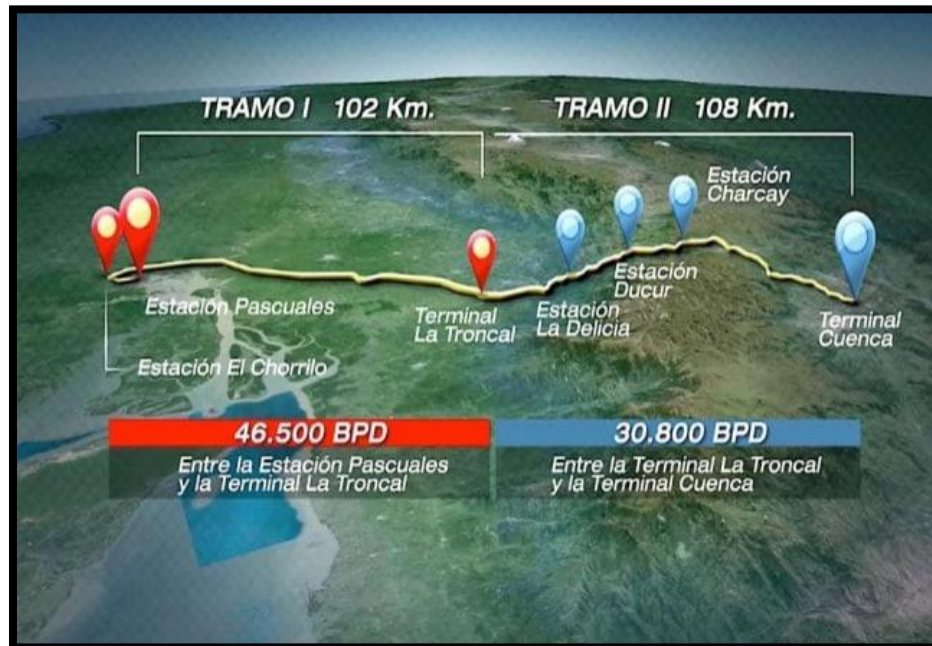 TRAMO I 102 Km.
TRAMO II 108 Km.
Estación
Charcay
Estación Pascuales
Estación El Chorrilo
Terminal
La Troncal
Estación
La Delicia
Estación
Ducur
Terminal
Cuenca
46.500 BPD
Entre la Estación Pascuales
y la Terminal La Troncal
30.800 BPD
Entre la Terminal La Troncal
y la Terminal Cuenca